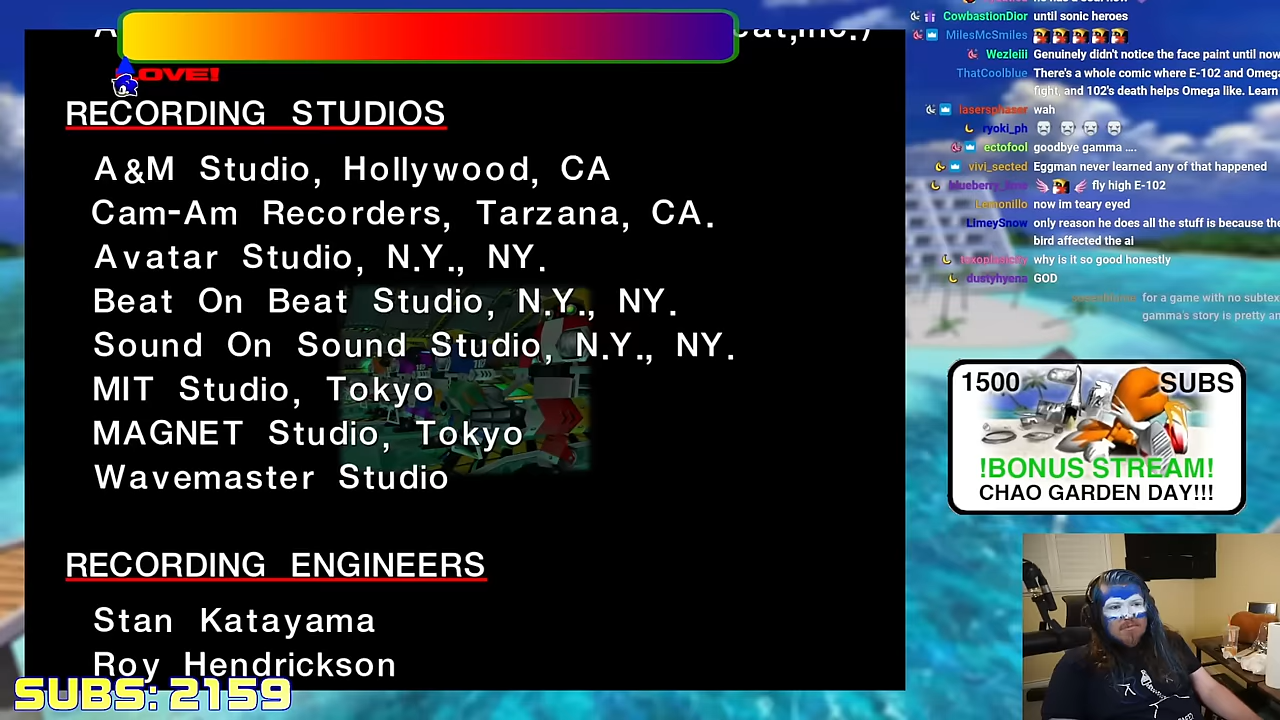 OVE!
RECORDING STUDIOS
A&M Studio, Hollywood, CA
Cam-Am Recorders, Tarzana, CA.
Avatar Studio, N.Y., NY.
Beat On Beat Studio, N.Y., NY.
Sound On Sound Studio, N.Y., NY.
MIT Studio, Tokyo
MAGNET Studio, Tokyo
Wavemaster Studio
RECORDING ENGINEERS
Stan Katayama
Roy Hendrickson
SUBS: 2159
CowbastionDior until sonic heroes
MilesMcSmiles
Wezleiii Genuinely didn't notice the face paint until now
ThatCoolblue There's a whole comic where E-102 and Omega
fight, and 102's death helps Omega like. Learn
lasersphaser wah
ryoki_ph
ectofool goodbye gamma ....
vivi_sected Eggman never learned any of that happened
fly high E-102
Lemonillo now im teary eyed
LimeySnow only reason he does all the stuff is because the
bird affected the ai
why is it so good honestly
dustyhyena GOD
for a game with no subtex
gamma's story is pretty an
1500 SUBS
!BONUS STREAM!
CHAO GARDEN DAY!!!